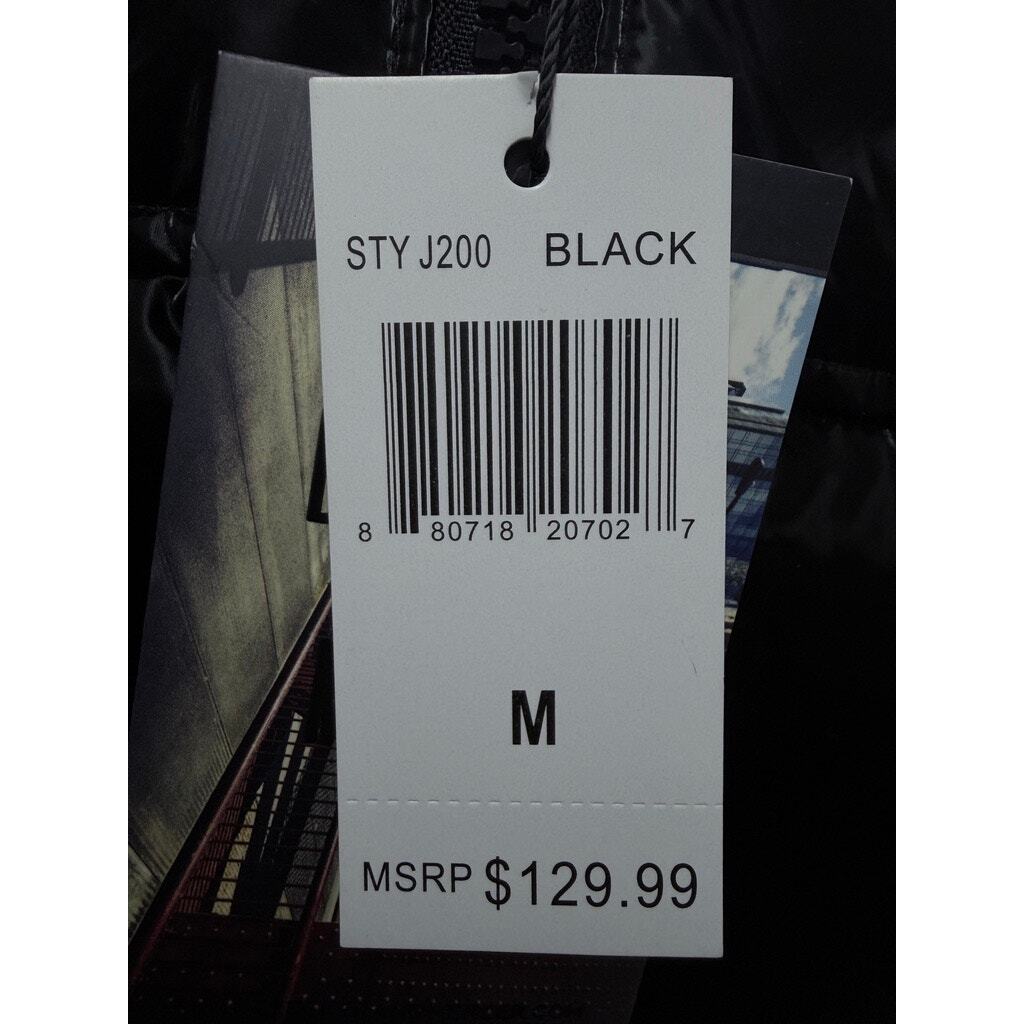 STY J200 BLACK
8 80718 20702 7
M
MSRP $129.99